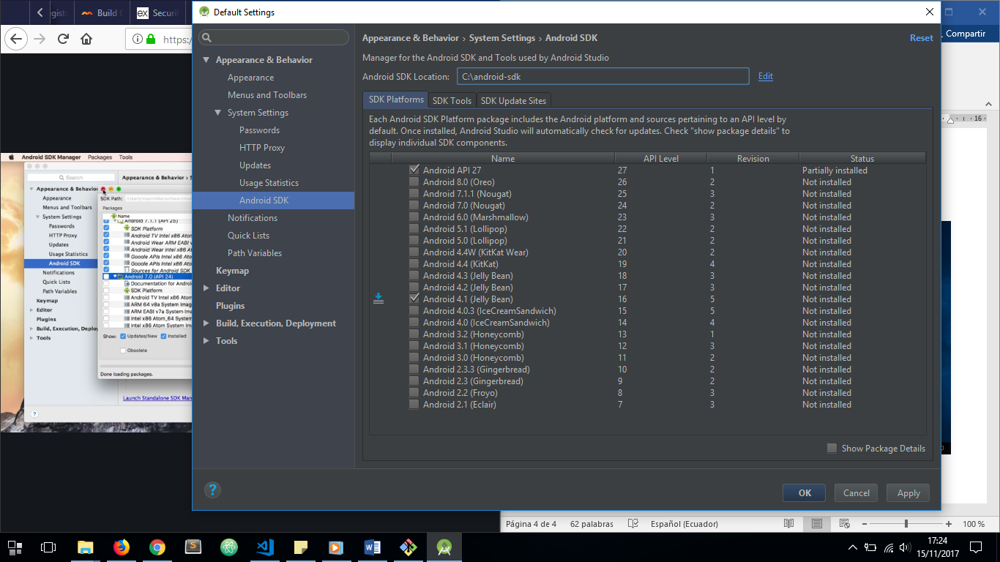 Build
Securi
https:/
Android SDK Manager Packages Tools
Search
Appearance & Behavior › S
Appearance & Behavior
Appearance
Menus and Toolbars
System Settings
Passwords
HTTP Proxy
Updates
Usage Statistics
Android SDK
Notifications
Quick Lists
Path Variables
Keymap
Editor
Plugins
Build, Execution, Deploy
Tools
SDK Path:
Packages
Name
Android 7.1.1 (API 25)
SDK Platform
Android TV Intel x86 Atom
Android Wear ARM EABI v
Android Wear Intel x86 Ato
Google APIs Intel x86 Ato
Google APIs Intel x86 Ato
Sources for Android SDK
Android 7.0 (API 24)
Documentation for Androi
SDK Platform
Android TV Intel x86 Atom
ARM 64 v8a System Imag
ARM EABI v7a System Im
Intel x86 Atom_64 System
Intel x86 Atom System Im
Show: Updates/New Installed
Obsolete
Done loading packages.
Launch Standalone SDK Man
?
Default Settings
Appearance & Behavior
Appearance
Menus and Toolbars
System Settings
Passwords
HTTP Proxy
Updates
Usage Statistics
Android SDK
Notifications
Quick Lists
Path Variables
Keymap
Editor
Plugins
Build, Execution, Deployment
Tools
Appearance & Behavior › System Settings › Android SDK
Reset
Manager for the Android SDK and Tools used by Android Studio
Android SDK Location: C:\android-sdk Edit
SDK Platforms SDK Tools SDK Update Sites
Each Android SDK Platform package includes the Android platform and sources pertaining to an API level by
default. Once installed, Android Studio will automatically check for updates. Check "show package details" to
display individual SDK components.
Name API Level Revision Status
Android API 27 27 1 Partially installed
Android 8.0 (Oreo) 26 2 Not installed
Android 7.1.1 (Nougat) 25 3 Not installed
Android 7.0 (Nougat) 24 2 Not installed
Android 6.0 (Marshmallow) 23 3 Not installed
Android 5.1 (Lollipop) 22 2 Not installed
Android 5.0 (Lollipop) 21 2 Not installed
Android 4.4W (KitKat Wear) 20 2 Not installed
Android 4.4 (KitKat) 19 4 Not installed
Android 4.3 (Jelly Bean) 18 3 Not installed
Android 4.2 (Jelly Bean) 17 3 Not installed
Android 4.1 (Jelly Bean) 16 5 Not installed
Android 4.0.3 (IceCreamSandwich) 15 5 Not installed
Android 4.0 (IceCreamSandwich) 14 4 Not installed
Android 3.2 (Honeycomb) 13 1 Not installed
Android 3.1 (Honeycomb) 12 3 Not installed
Android 3.0 (Honeycomb) 11 2 Not installed
Android 2.3.3 (Gingerbread) 10 2 Not installed
Android 2.3 (Gingerbread) 9 2 Not installed
Android 2.2 (Froyo) 8 3 Not installed
Android 2.1 (Eclair) 7 3 Not installed
Show Package Details
?
OK Cancel Apply
Compartir
16
Página 4 de 4 62 palabras Español (Ecuador) 100 %
17:24
15/11/2017